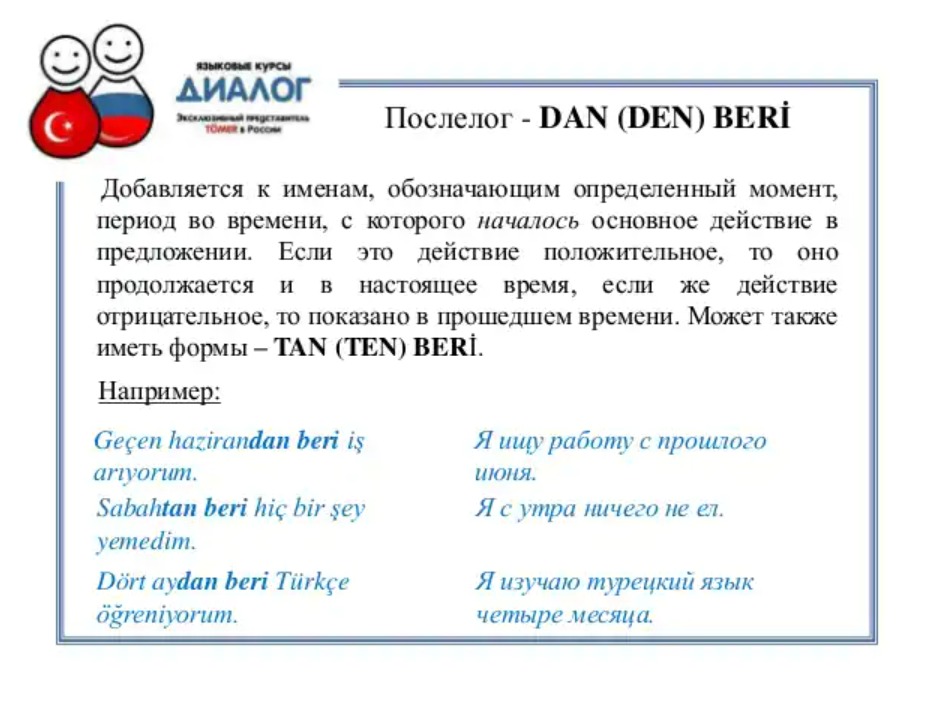 ЯЗЫКОВЫЕ КУРСЫ
ДИАЛОГ
Эксклюзивный представитель
TÖMER в России
Послелог - DAN (DEN) BERİ
Добавляется к именам, обозначающим определенный момент,
период во времени, с которого началось основное действие в
предложении. Если это действие положительное, то оно
продолжается и в настоящее время, если же действие
отрицательное, то показано в прошедшем времени. Может также
иметь формы – TAN (TEN) BERİ.
Например:
Geçen hazirandan beri iş
arıyorum.
Я ищу работу с прошлого
июня.
Sabahtan beri hiç bir şey
yemedim.
Я с утра ничего не ел.
Dört aydan beri Türkçe
öğreniyorum.
Я изучаю турецкий язык
четыре месяца.